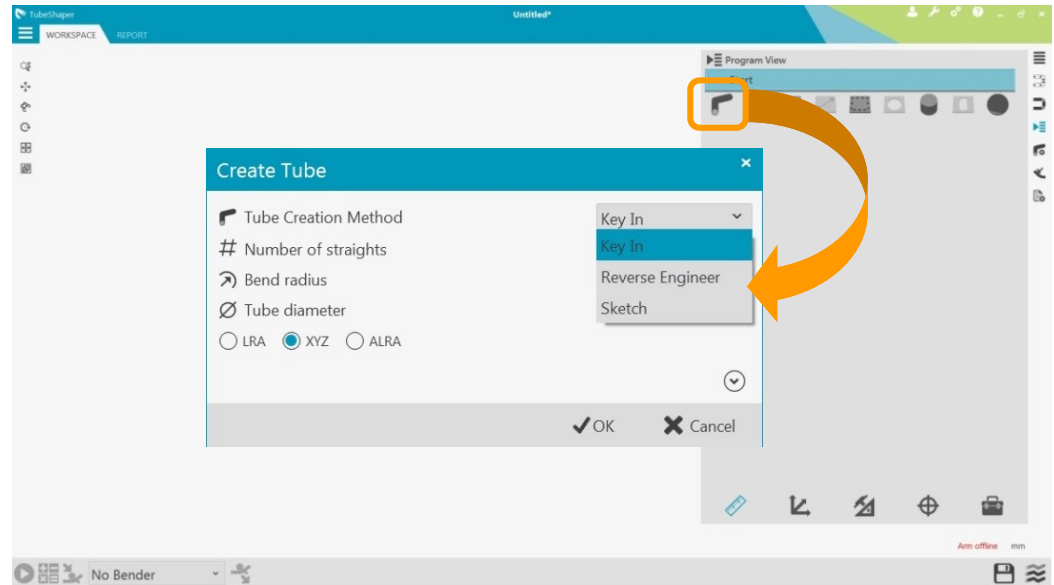 TubeShaper
Untitled*
WORKSPACE REPORT
Program View
Start
Create Tube
Tube Creation Method
Key In
Number of straights
Key In
Bend radius
Reverse Engineer
Tube diameter
Sketch
LRA XYZ ALRA
OK Cancel
Arm offline mm
No Bender